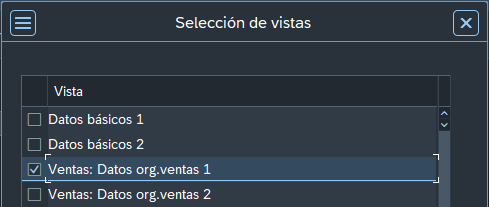 Selección de vistas
Vista
Datos básicos 1
Datos básicos 2
Ventas: Datos org.ventas 1
Ventas: Datos org.ventas 2